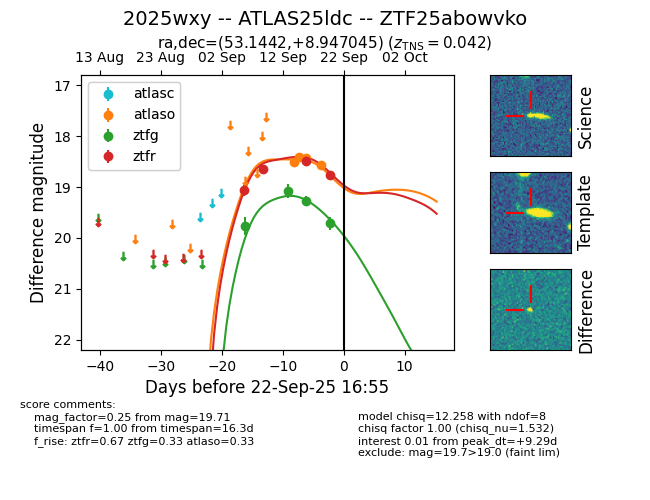 2025wxy -- ATLAS25ldc -- ZTF25abowvko
ra,dec=(53.1442,+8.947045) (z_TNS = 0.042)
13 Aug 23 Aug 02 Sep 12 Sep 22 Sep 02 Oct
atlasc
atlaso
ztfg
ztfr
17
18
19
20
21
22
Difference magnitude
−40 −30 −20 −10 0 10
Days before 22-Sep-25 16:55
Science
Template
Difference
score comments:
mag_factor=0.25 from mag=19.71
timespan f=1.00 from timespan=16.3d
f_rise: ztfr=0.67 ztfg=0.33 atlaso=0.33
model chisq=12.258 with ndof=8
chisq factor 1.00 (chisq_nu=1.532)
interest 0.01 from peak_dt=+9.29d
exclude: mag=19.7>19.0 (faint lim)